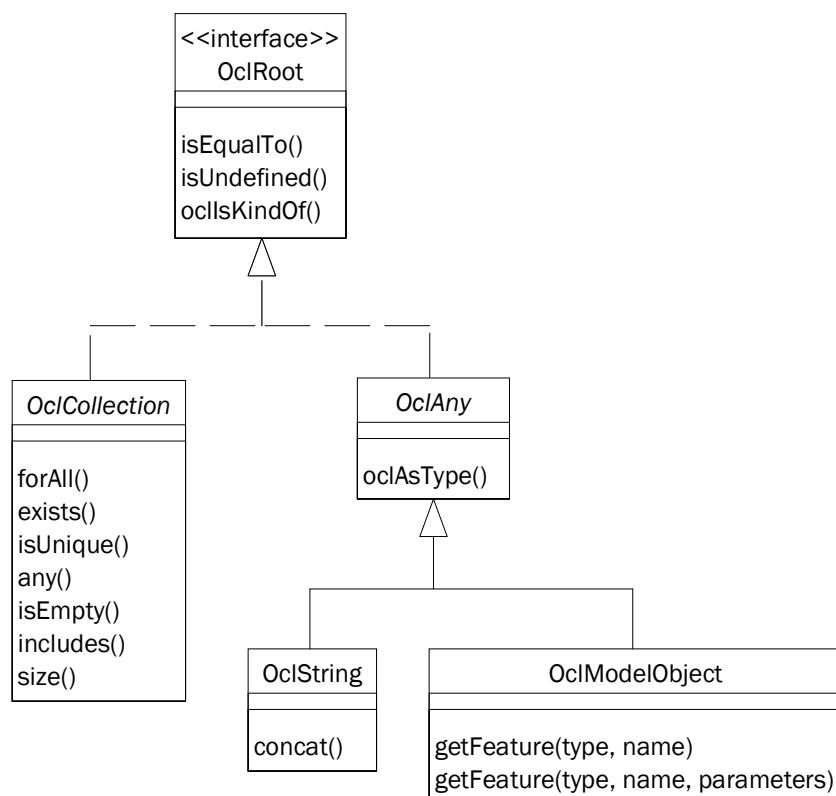 <<interface>>
OclRoot
isEqualTo()
isUndefined()
oclIsKindOf()
OclCollection
forAll()
exists()
isUnique()
any()
isEmpty()
includes()
size()
OclAny
oclAsType()
OclString
concat()
OclModelObject
getFeature(type, name)
getFeature(type, name, parameters)